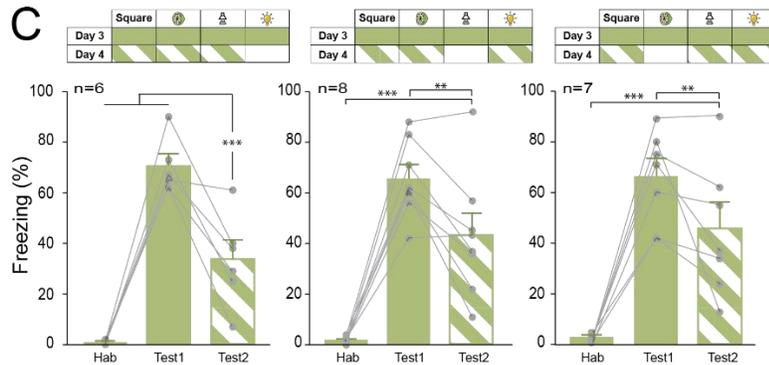 C
Square
Day 3
Day 4
Square
Day 3
Day 4
Square
Day 3
Day 4
Freezing (%)
100
80
60
40
20
0
n=6
***
Hab Test1 Test2
100
80
60
40
20
0
n=8
***
**
Hab Test1 Test2
100
80
60
40
20
0
n=7
***
**
Hab Test1 Test2